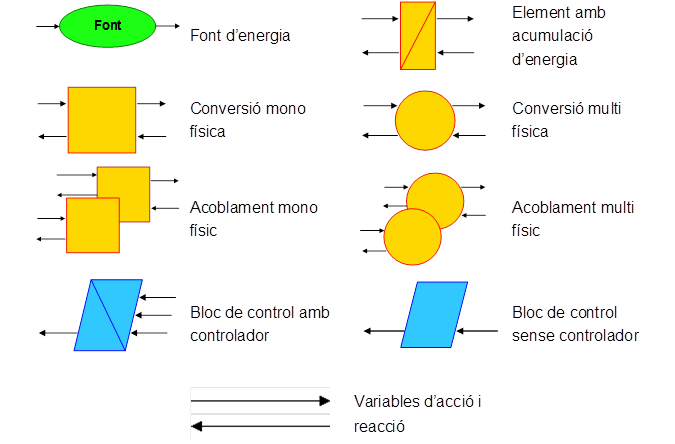 Font
Font d’energia
Element amb
acumulació
d’energia
Conversió mono
física
Conversió multi
física
Acoblament mono
físic
Acoblament multi
físic
Bloc de control amb
controlador
Bloc de control
sense controlador
Variables d’acció i
reacció